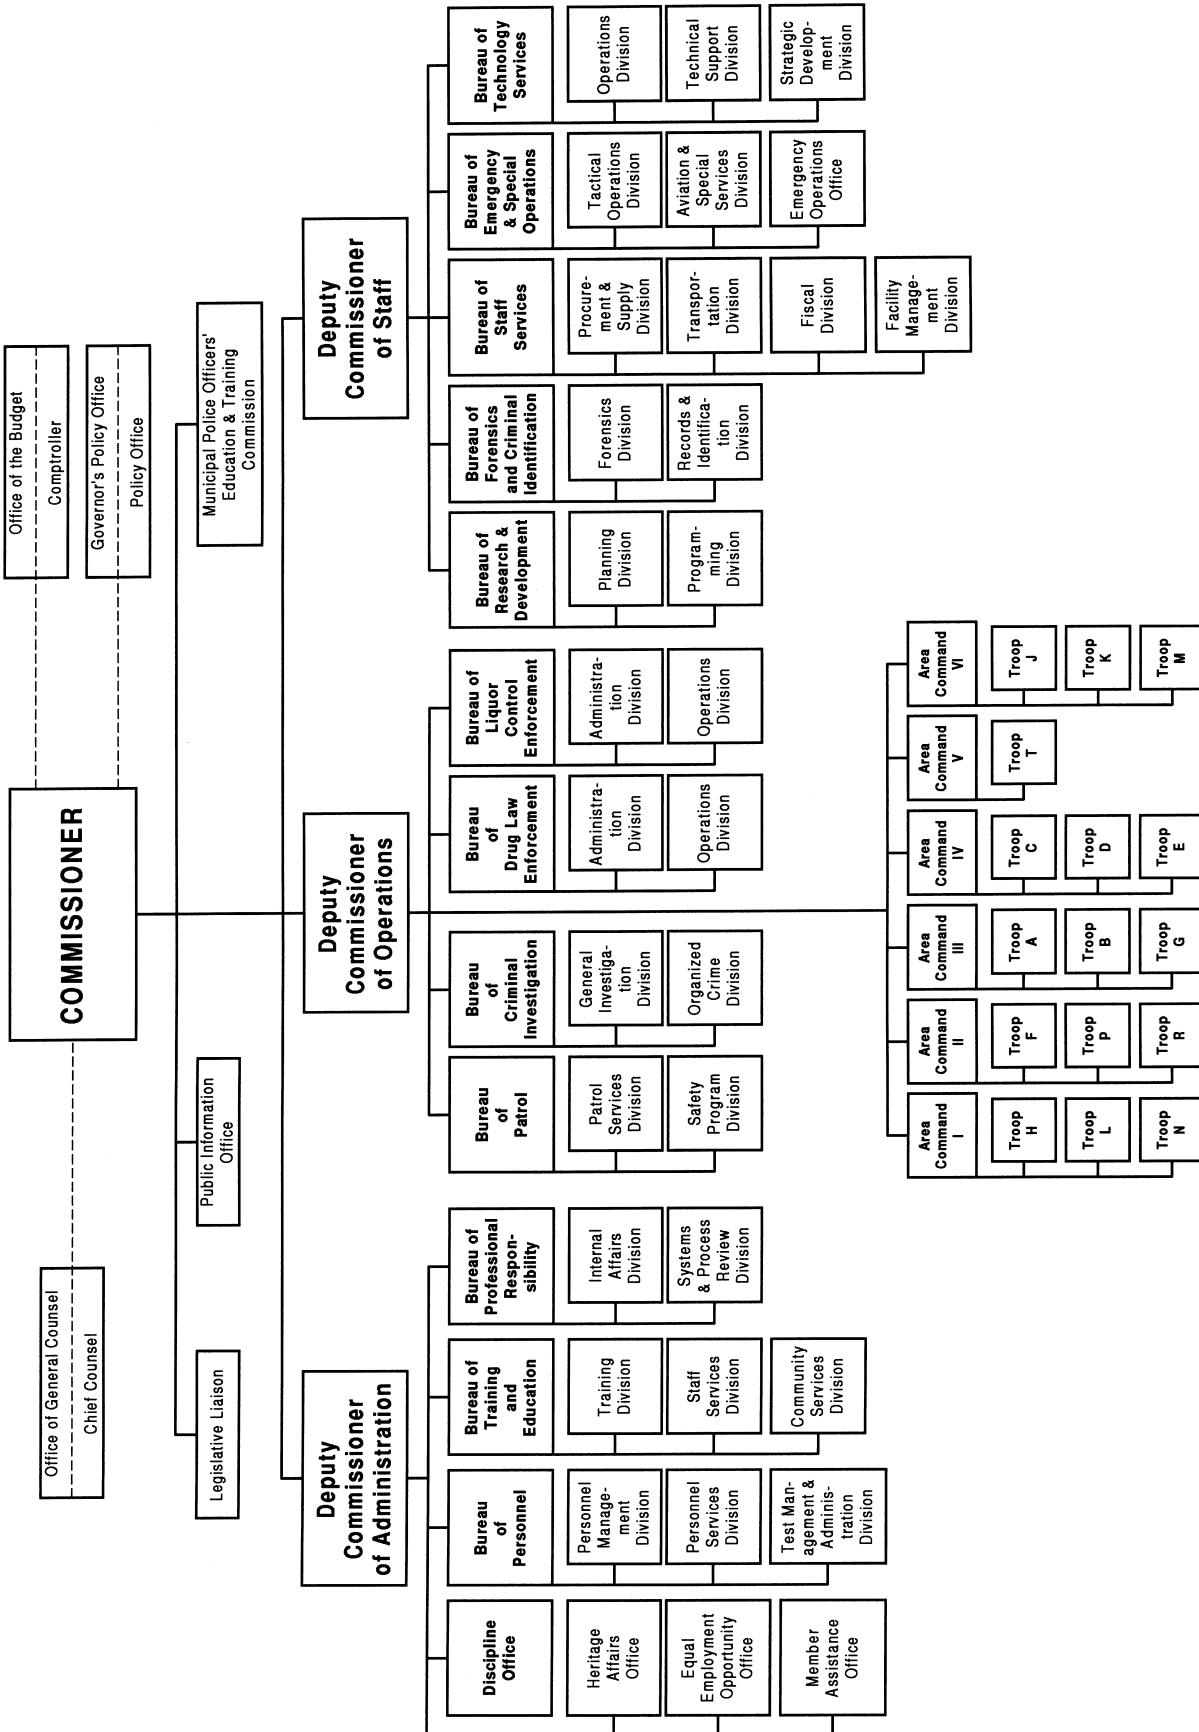 COMMISSIONER
Office of General Counsel
Chief Counsel
Office of the Budget
Comptroller
Governor's Policy Office
Policy Office
Legislative Liaison
Public Information
Office
Municipal Police Officers'
Education & Training
Commission
Deputy
Commissioner
of Administration
Deputy
Commissioner
of Operations
Deputy
Commissioner
of Staff
Discipline
Office
Heritage
Affairs
Office
Equal
Employment
Opportunity
Office
Member
Assistance
Office
Bureau
of
Personnel
Personnel
Manage-
ment
Division
Personnel
Services
Division
Test Man-
agement &
Adminis-
tration
Division
Bureau of
Training
and
Education
Training
Division
Staff
Services
Division
Community
Services
Division
Bureau of
Professional
Respon-
sibility
Internal
Affairs
Division
Systems
& Process
Review
Division
Bureau
of
Patrol
Patrol
Services
Division
Safety
Program
Division
Bureau
of
Criminal
Investigation
General
Investiga-
tion
Division
Organized
Crime
Division
Bureau
of
Drug Law
Enforcement
Administra-
tion
Division
Operations
Division
Bureau of
Liquor
Control
Enforcement
Administra-
tion
Division
Operations
Division
Bureau of
Research &
Development
Planning
Division
Program-
ming
Division
Bureau of
Forensics
and Criminal
Identification
Forensics
Division
Records &
Identifica-
tion
Division
Bureau of
Staff
Services
Procure-
ment &
Supply
Division
Transpor-
tation
Division
Fiscal
Division
Facility
Manage-
ment
Division
Bureau of
Emergency
& Special
Operations
Tactical
Operations
Division
Aviation &
Special
Services
Division
Emergency
Operations
Office
Bureau of
Technology
Services
Operations
Division
Technical
Support
Division
Strategic
Develop-
ment
Division
Area
Command
I
Troop
H
Troop
L
Troop
N
Area
Command
II
Troop
F
Troop
P
Troop
R
Area
Command
III
Troop
A
Troop
B
Troop
G
Area
Command
IV
Troop
C
Troop
D
Troop
E
Area
Command
V
Troop
T
Area
Command
VI
Troop
J
Troop
K
Troop
M